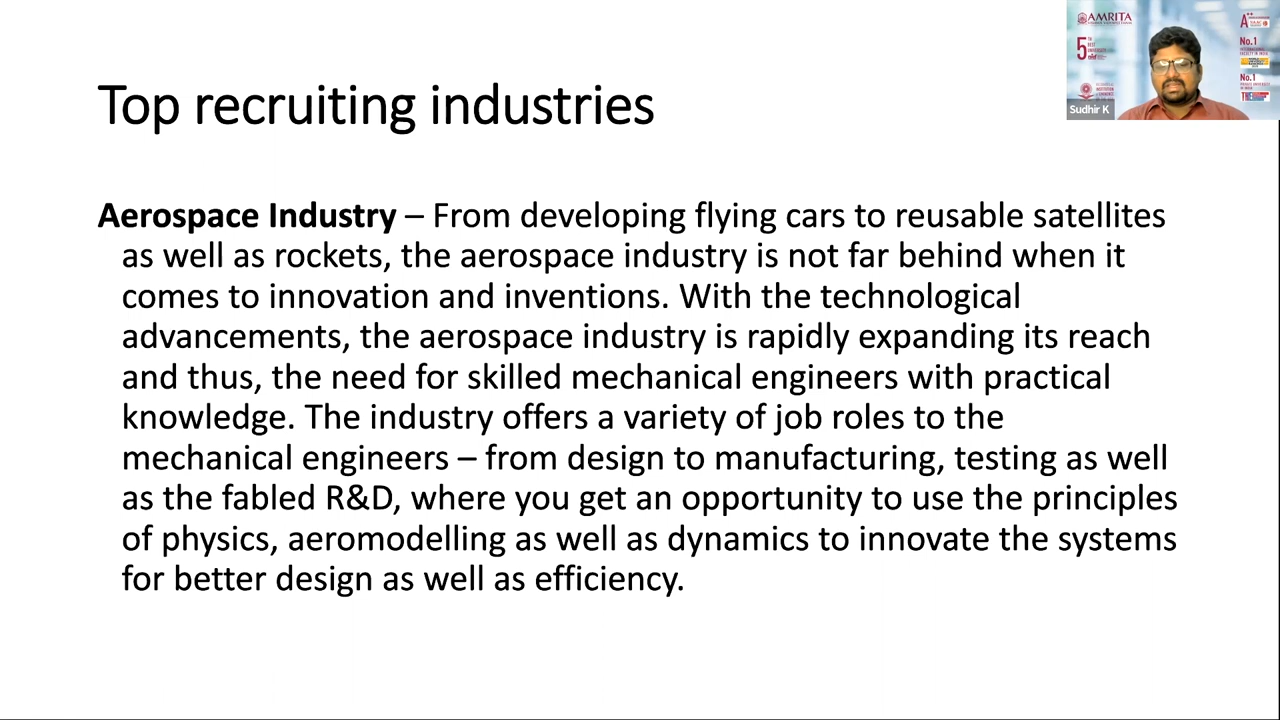 Top recruiting industries
Aerospace Industry – From developing flying cars to reusable satellites
as well as rockets, the aerospace industry is not far behind when it
comes to innovation and inventions. With the technological
advancements, the aerospace industry is rapidly expanding its reach
and thus, the need for skilled mechanical engineers with practical
knowledge. The industry offers a variety of job roles to the
mechanical engineers – from design to manufacturing, testing as well
as the fabled R&D, where you get an opportunity to use the principles
of physics, aeromodelling as well as dynamics to innovate the systems
for better design as well as efficiency.
AMRITA
5
A++
No.1
No.1
Sudhir K